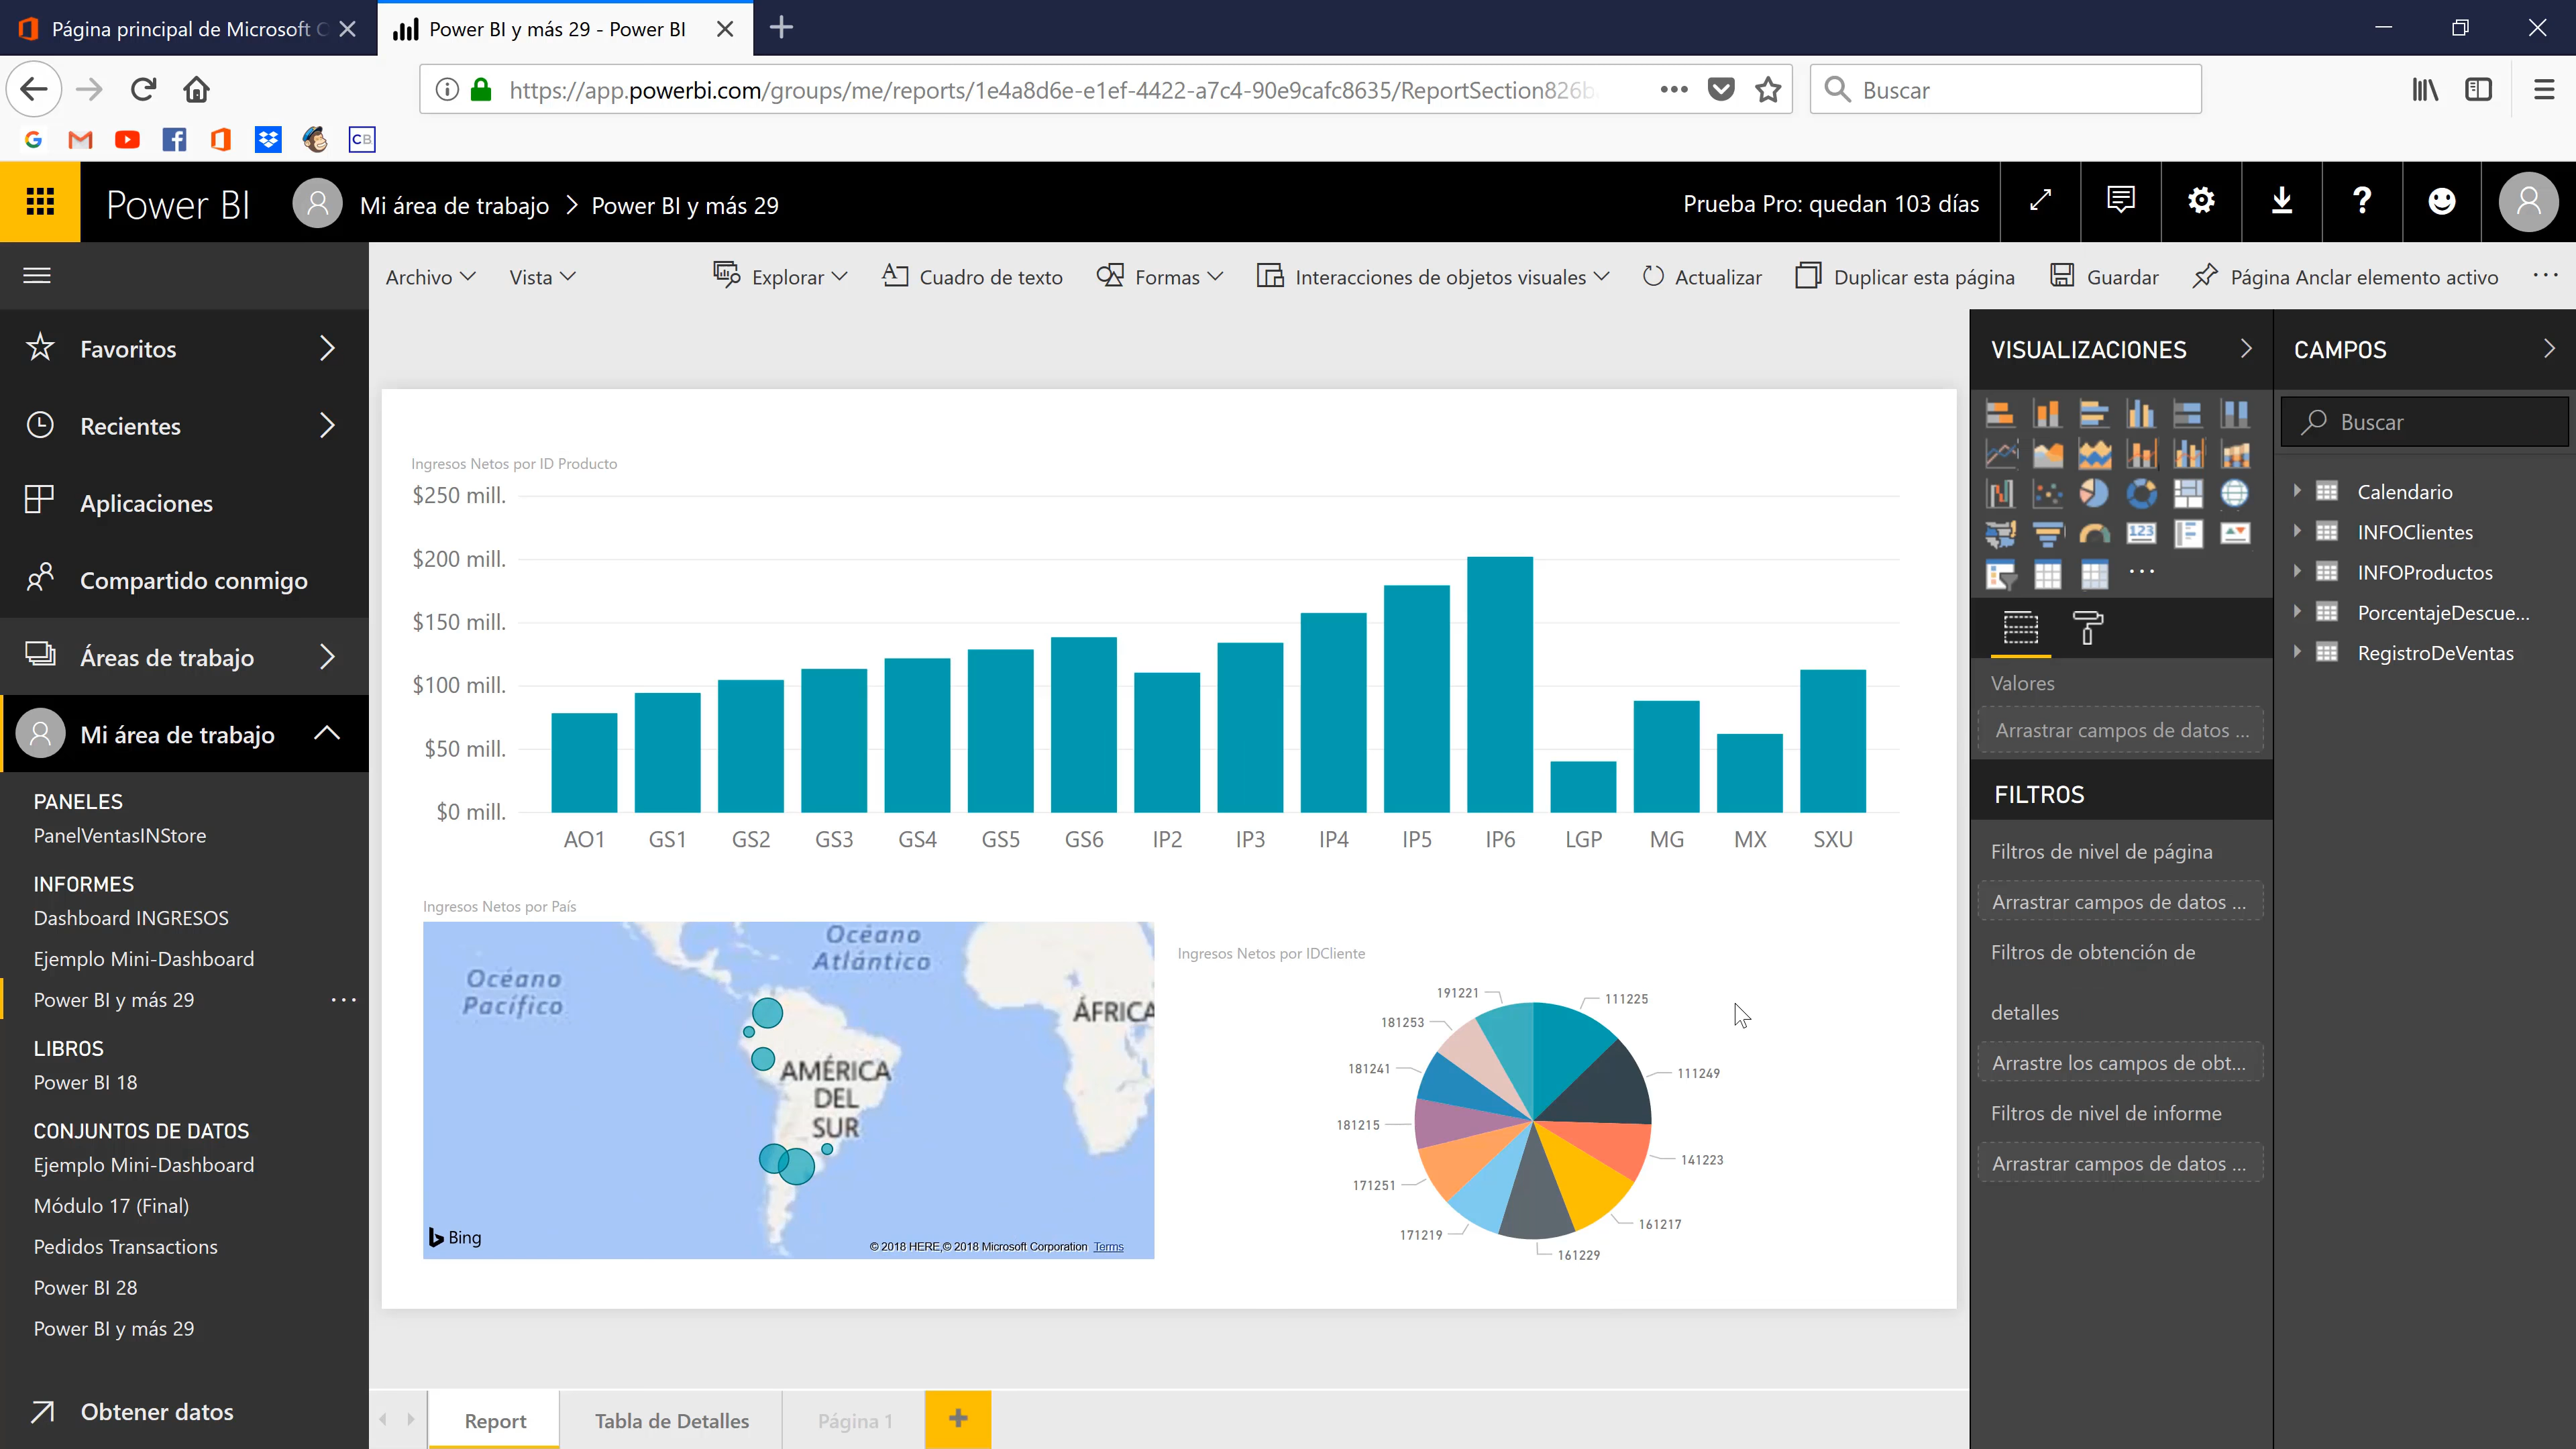 Página principal de Microsoft O
Power BI y más 29 - Power BI
https://app.powerbi.com/groups/me/reports/1e4a8d6e-e1ef-4422-a7c4-90e9cafc8635/ReportSection826b
Buscar
Power BI
Mi área de trabajo > Power BI y más 29
Prueba Pro: quedan 103 días
Archivo
Vista
Explorar
Cuadro de texto
Formas
Interacciones de objetos visuales
Actualizar
Duplicar esta página
Guardar
Página Anclar elemento activo
Favoritos
Recientes
Aplicaciones
Compartido conmigo
Áreas de trabajo
Mi área de trabajo
PANELES
PanelVentasINStore
INFORMES
Dashboard INGRESOS
Ejemplo Mini-Dashboard
Power BI y más 29
LIBROS
Power BI 18
CONJUNTOS DE DATOS
Ejemplo Mini-Dashboard
Módulo 17 (Final)
Pedidos Transactions
Power BI 28
Power BI y más 29
Obtener datos
Ingresos Netos por ID Producto
$250 mill.
$200 mill.
$150 mill.
$100 mill.
$50 mill.
$0 mill.
AO1 GS1 GS2 GS3 GS4 GS5 GS6 IP2 IP3 IP4 IP5 IP6 LGP MG MX SXU
Ingresos Netos por País
Océano
Atlántico
Océano
Pacífico
ÁFRICA
AMÉRICA
DEL
SUR
Bing
© 2018 HERE,© 2018 Microsoft Corporation Terms
Ingresos Netos por IDCliente
191221
111225
181253
111249
181241
181215
141223
171251
161217
171219
161229
Report
Tabla de Detalles
Página 1
VISUALIZACIONES
123
Valores
Arrastrar campos de datos ...
FILTROS
Filtros de nivel de página
Arrastrar campos de datos ...
Filtros de obtención de
detalles
Arrastre los campos de obt...
Filtros de nivel de informe
Arrastrar campos de datos ...
CAMPOS
Buscar
Calendario
INFOClientes
INFOProductos
PorcentajeDescue...
RegistroDeVentas